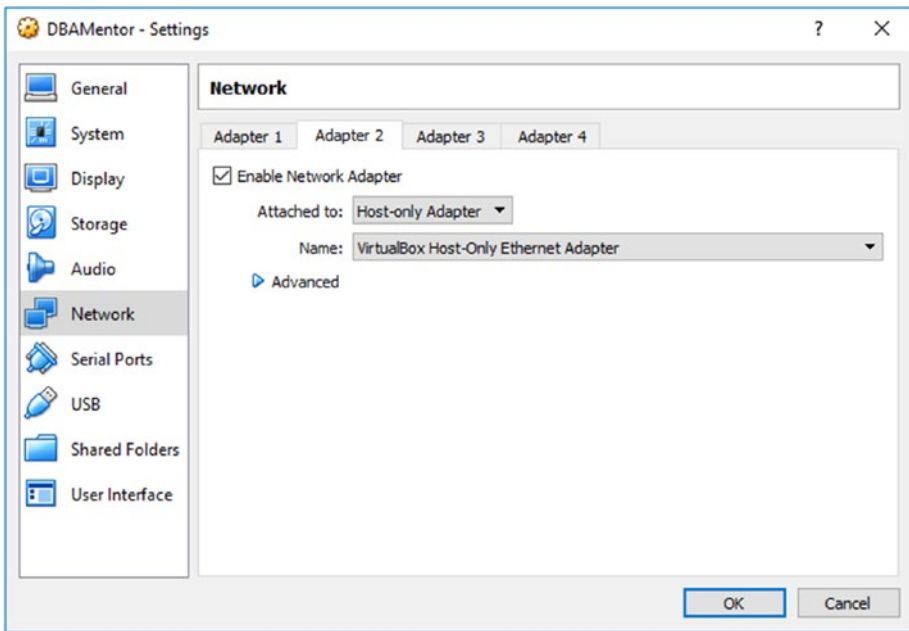 DBAMentor - Settings
?
General
System
Display
Storage
Audio
Network
Serial Ports
USB
Shared Folders
User Interface
Network
Adapter 1 Adapter 2 Adapter 3 Adapter 4
Enable Network Adapter
Attached to: Host-only Adapter
Name: VirtualBox Host-Only Ethernet Adapter
Advanced
OK Cancel